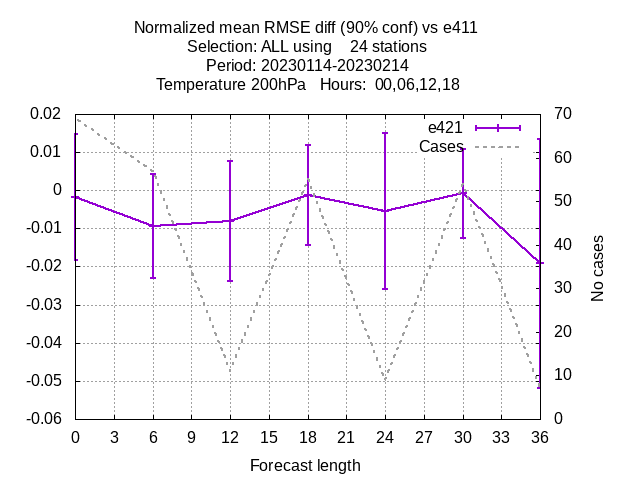 Normalized mean RMSE diff (90% conf) vs e411
Selection: ALL using    24 stations
Period: 20230114-20230214
Temperature 200hPa   Hours:  00,06,12,18
0.02
0.01
0
-0.01
-0.02
-0.03
-0.04
-0.05
-0.06
70
60
50
40
30
20
10
0
e421
Cases
No cases
0 3 6 9 12 15 18 21 24 27 30 33 36
Forecast length